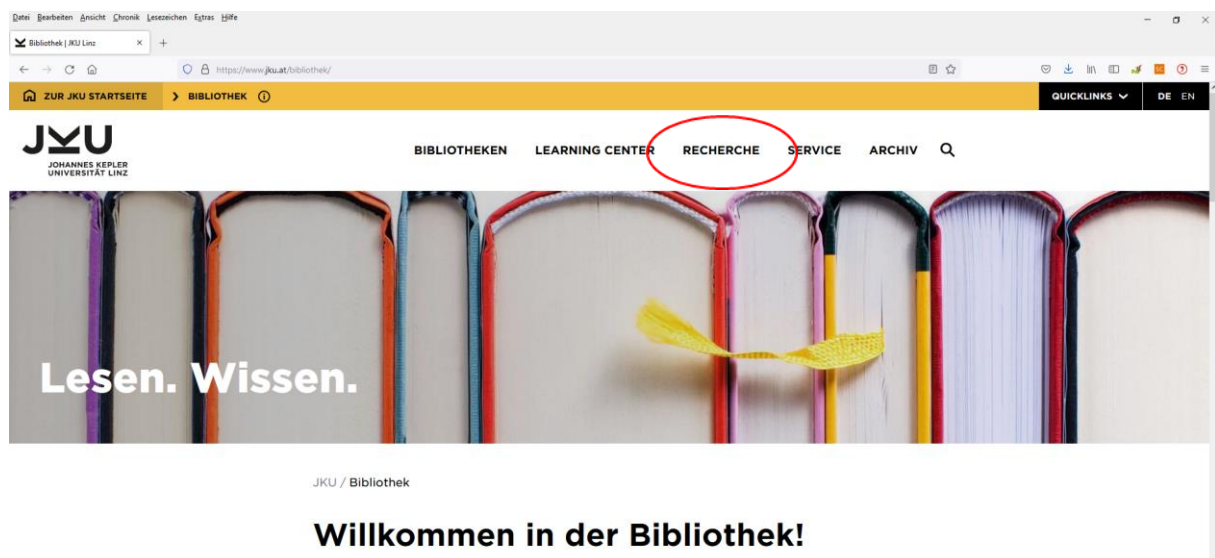 Datei Bearbeiten Ansicht Chronik Lesezeichen Extras Hilfe
Bibliothek | JKU Linz × +
https://www.jku.at/bibliothek/
ZUR JKU STARTSEITE > BIBLIOTHEK QUICKLINKS DE EN
JKU
JOHANNES KEPLER
UNIVERSITÄT LINZ
BIBLIOTHEKEN LEARNING CENTER RECHERCHE SERVICE ARCHIV
Lesen. Wissen.
JKU / Bibliothek
Willkommen in der Bibliothek!